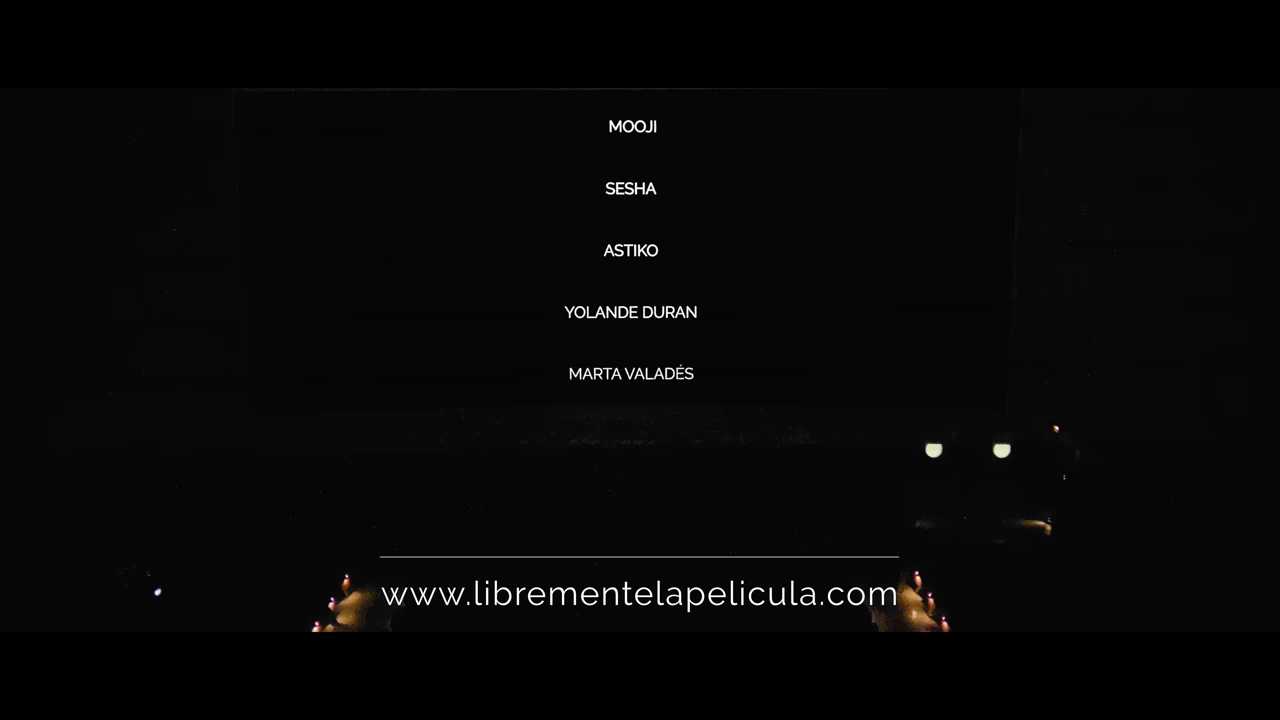 MOOJI
SESHA
ASTIKO
YOLANDE DURAN
MARTA VALADÉS
www.librementelapelicula.com